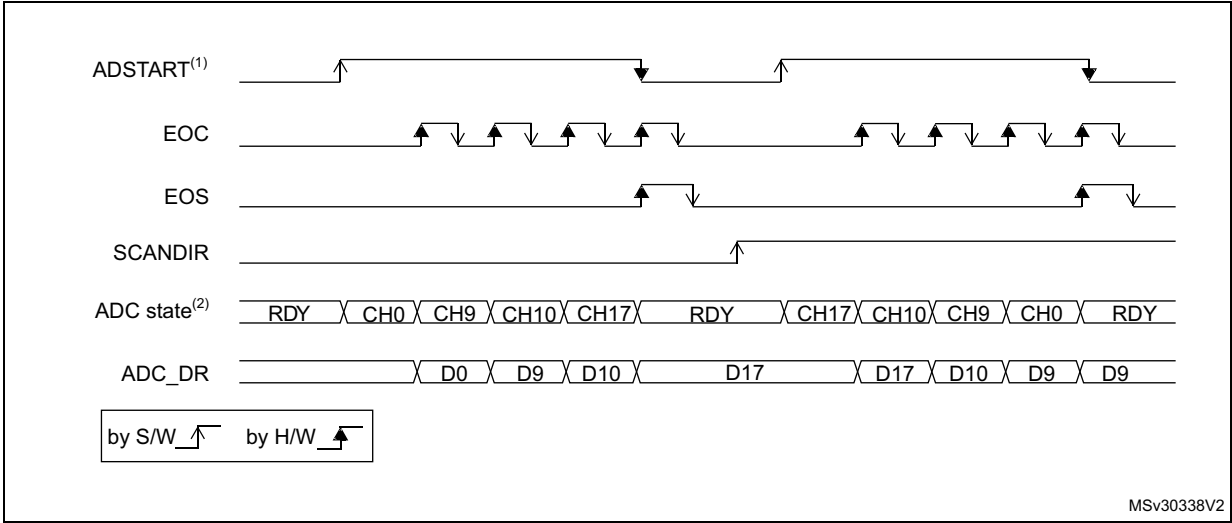 ADSTART(1)
EOC
EOS
SCANDIR
ADC state(2) RDY CH0 CH9 CH10 CH17 RDY CH17 CH10 CH9 CH0 RDY
ADC_DR D0 D9 D10 D17 D17 D10 D9 D9
by S/W by H/W
MSv30338V2